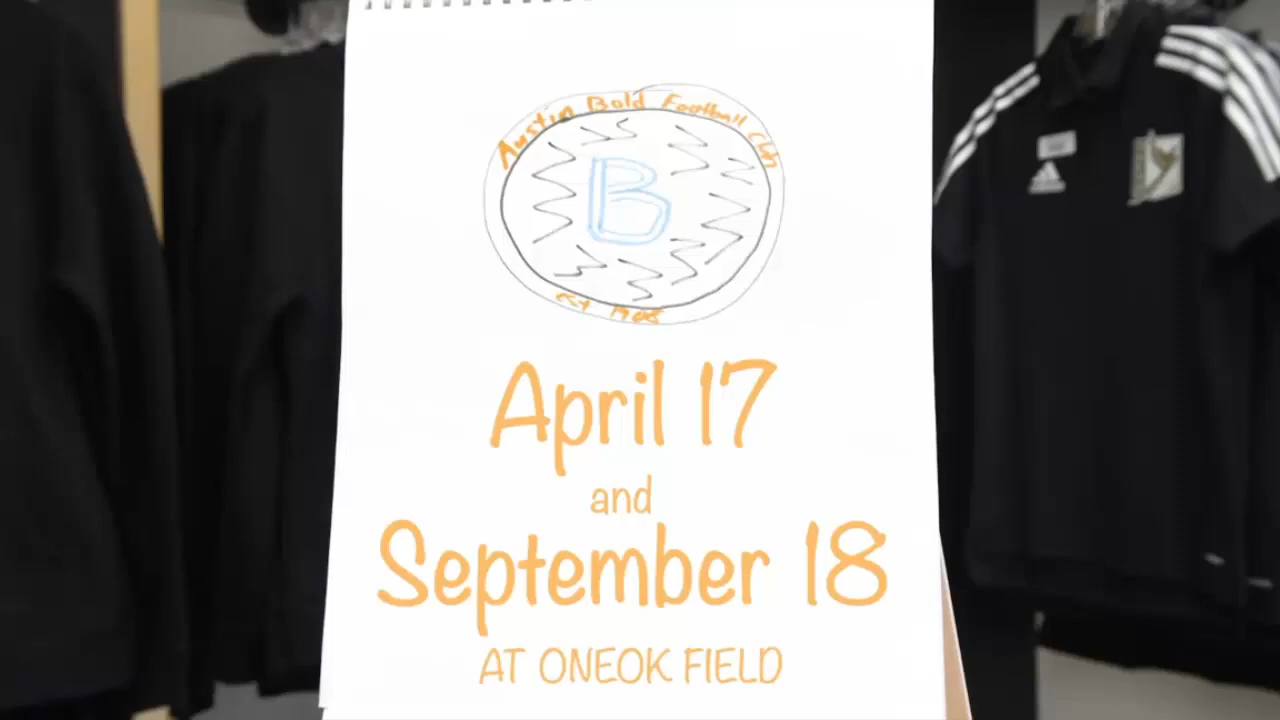 Austin Bold Football Club
B
April 17
and
September 18
AT ONEOK FIELD